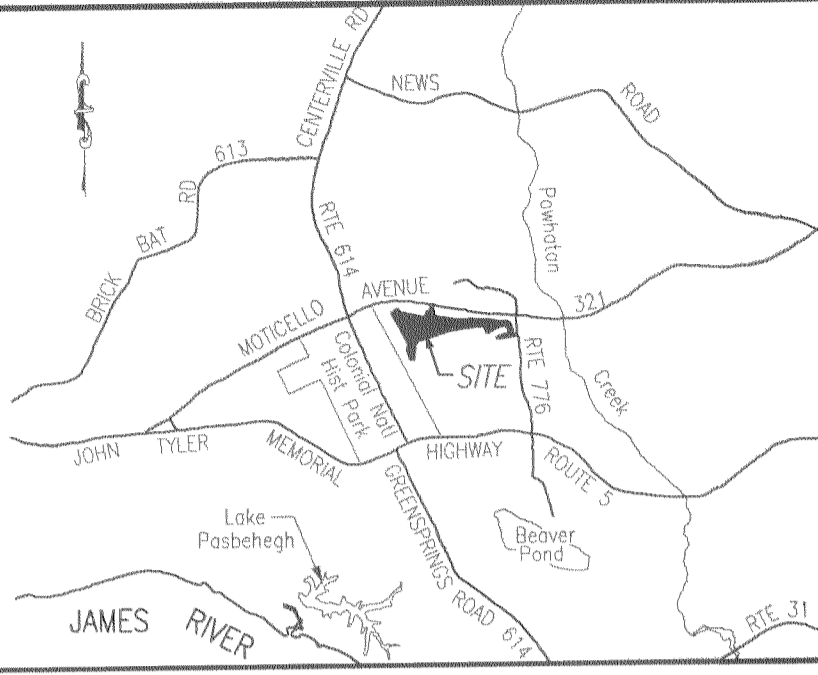 CENTERVILLE RD
NEWS ROAD
613
BRICK BAT RD
RTE 614
Powhatan Creek
MOTICELLO AVENUE
321
SITE
RTE 776
Colonial Natl
Hist Park
JOHN TYLER MEMORIAL HIGHWAY
ROUTE 5
GREENSPRINGS ROAD 614
Lake
Pasbehegh
Beaver
Pond
JAMES RIVER
RTE 31